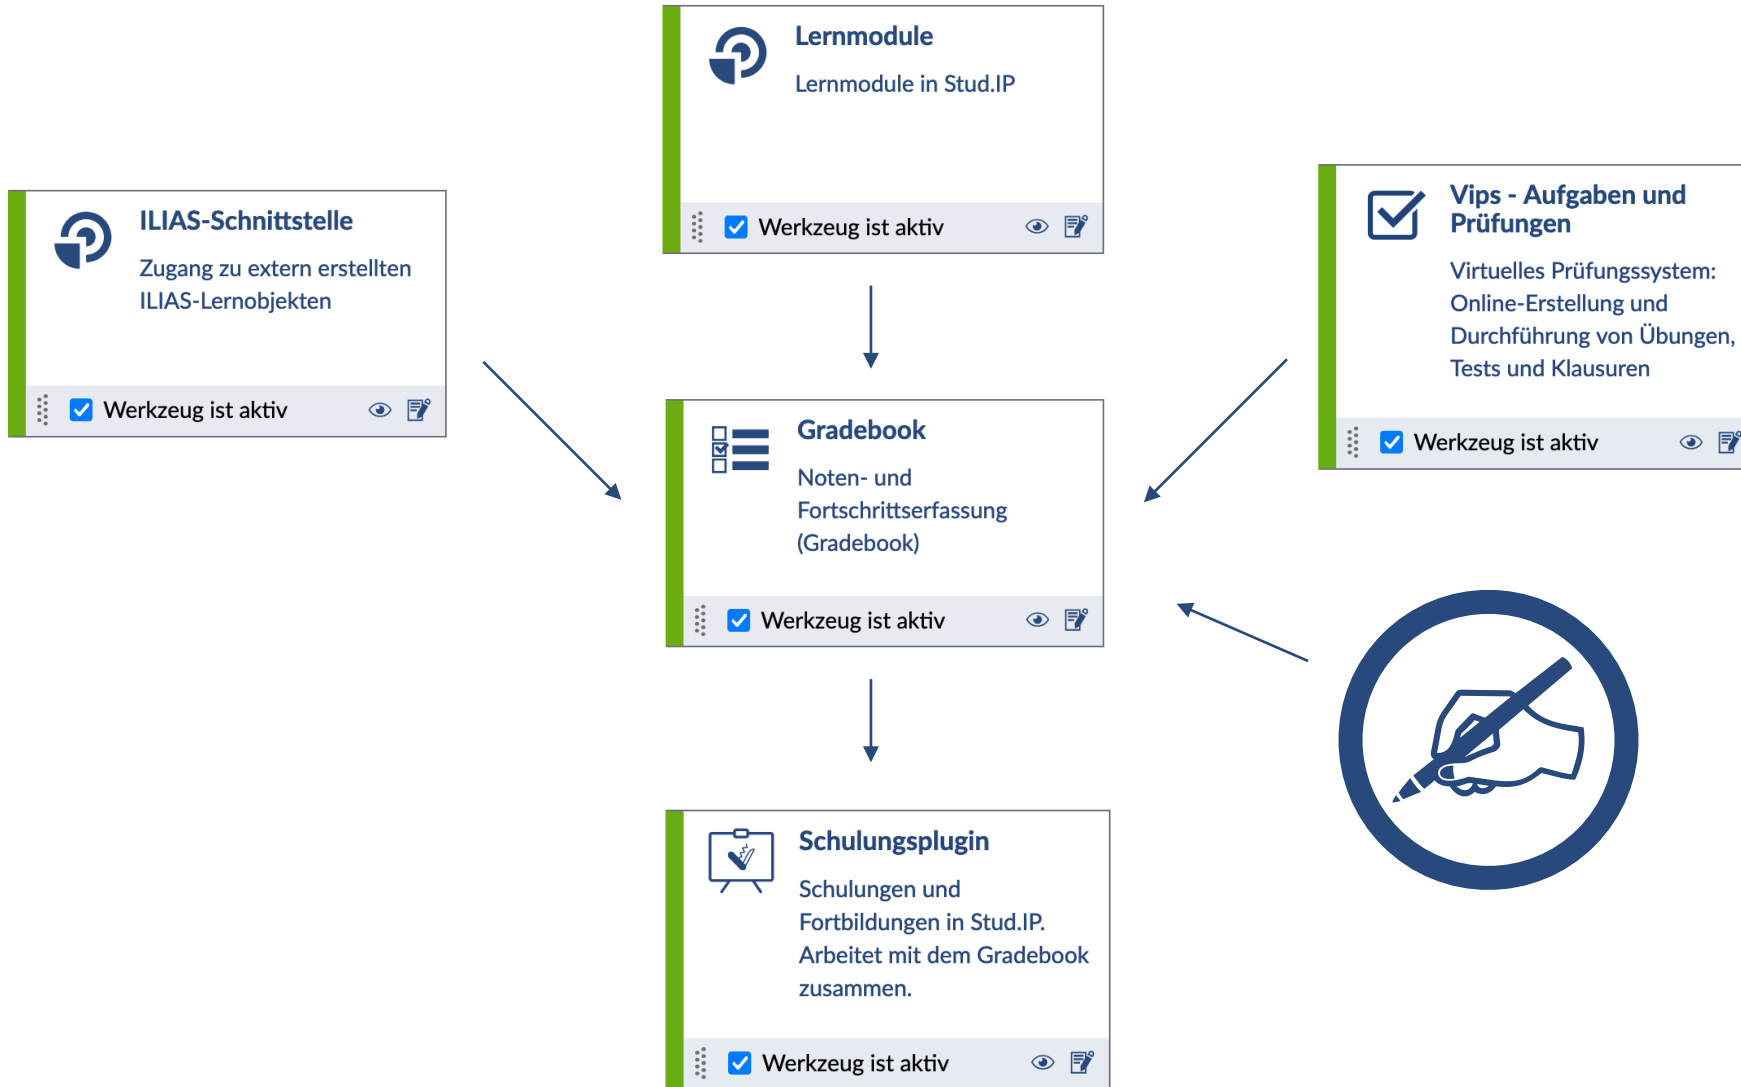 Lernmodule
Lernmodule in Stud.IP
Werkzeug ist aktiv
ILIAS-Schnittstelle
Zugang zu extern erstellten
ILIAS-Lernobjekten
Werkzeug ist aktiv
Vips - Aufgaben und
Prüfungen
Virtuelles Prüfungssystem:
Online-Erstellung und
Durchführung von Übungen,
Tests und Klausuren
Werkzeug ist aktiv
Gradebook
Noten- und
Fortschrittserfassung
(Gradebook)
Werkzeug ist aktiv
Schulungsplugin
Schulungen und
Fortbildungen in Stud.IP.
Arbeitet mit dem Gradebook
zusammen.
Werkzeug ist aktiv